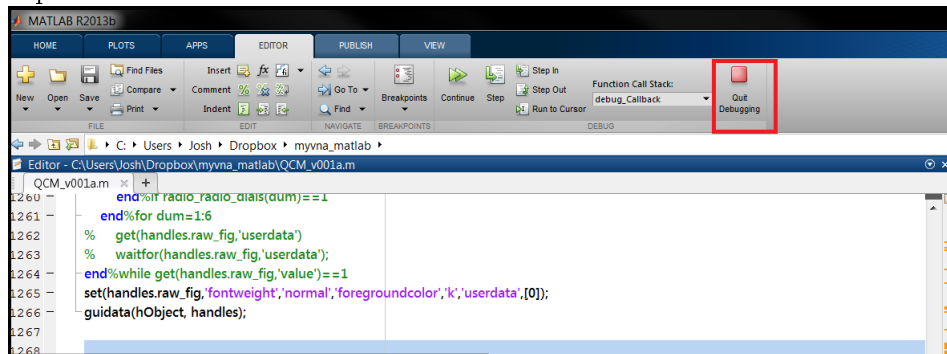 MATLAB R2013b
HOME PLOTS APPS EDITOR PUBLISH VIEW
New Open Save Find Files Compare Print
Insert fx Comment % Indent
Go To Find
Breakpoints
Continue Step Step In Step Out Run to Cursor
Function Call Stack:
debug_Callback
Quit Debugging
FILE EDIT NAVIGATE BREAKPOINTS DEBUG
C: Users Josh Dropbox myvna_matlab
Editor - C:\Users\Josh\Dropbox\myvna_matlab\QCM_v001a.m
QCM_v001a.m × +
1260 end%if radio_radio_dials(dum)==1
1261 end%for dum=1:6
1262 % get(handles.raw_fig,'userdata')
1263 % waitfor(handles.raw_fig,'userdata');
1264 end%while get(handles.raw_fig,'value')==1
1265 set(handles.raw_fig,'fontweight','normal','foregroundcolor','k','userdata',[0]);
1266 guidata(hObject, handles);
1267
1268